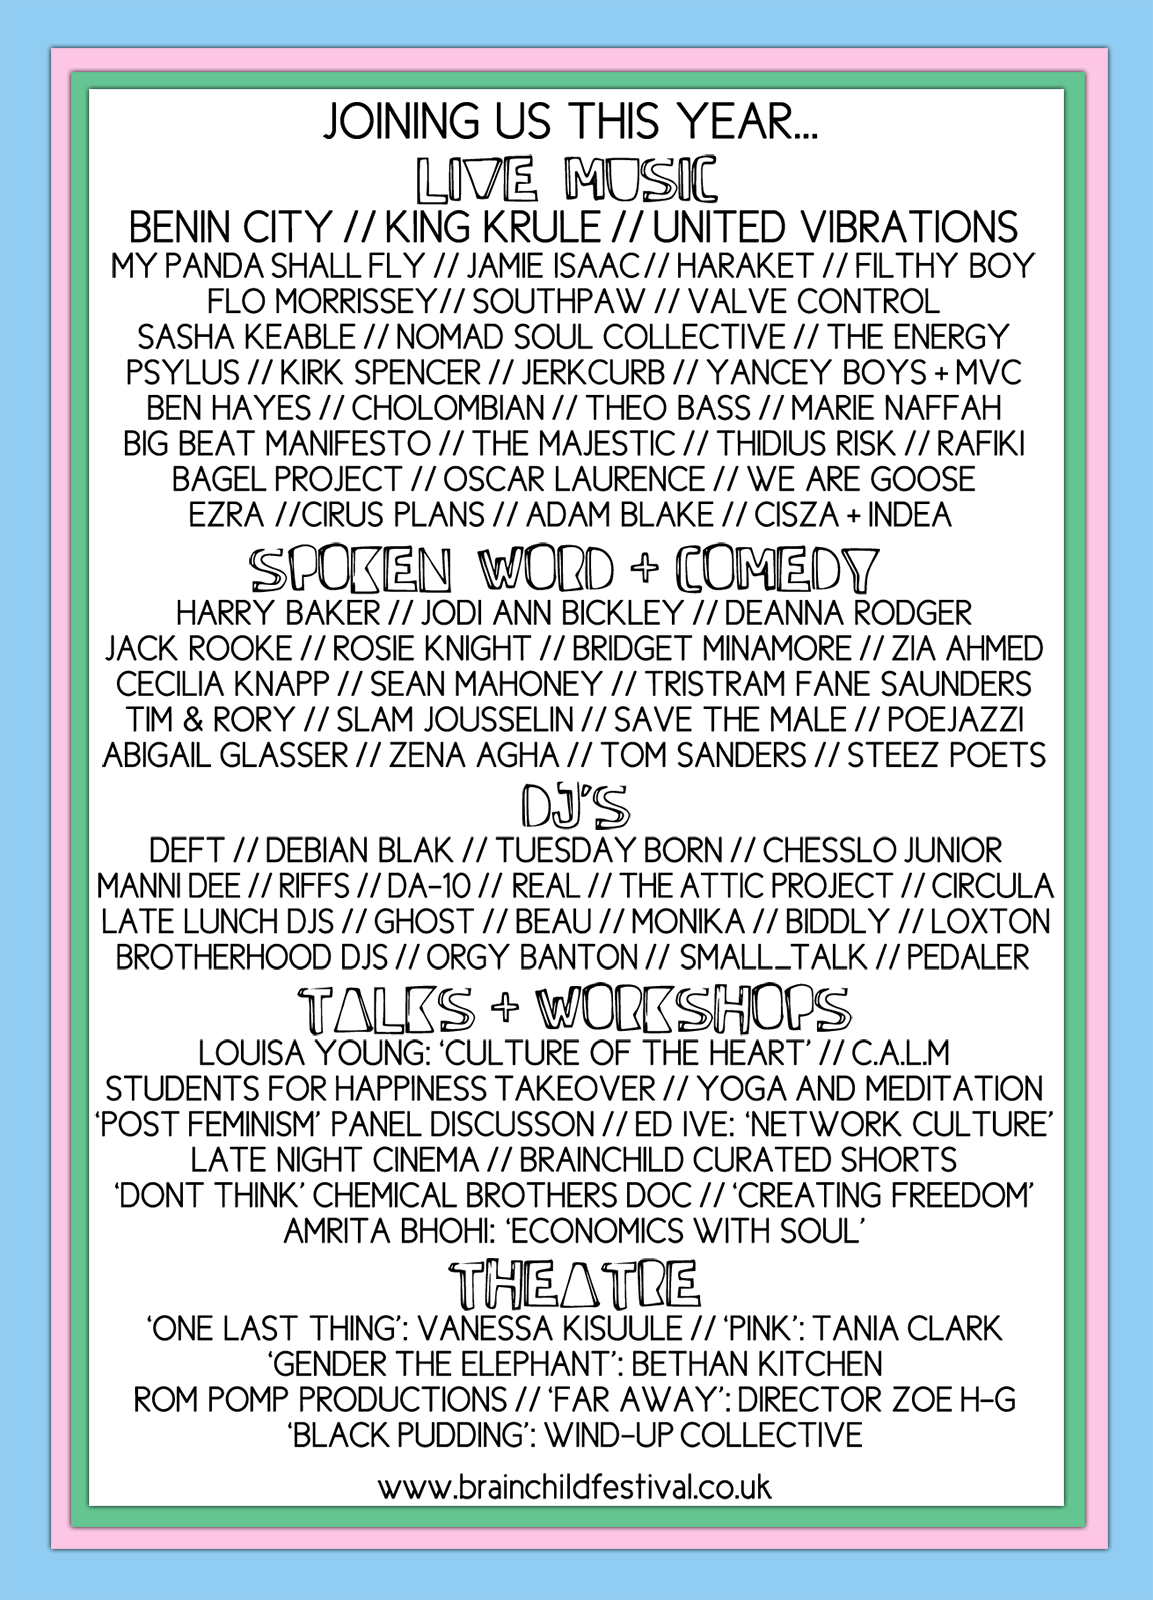 JOINING US THIS YEAR...
LIVE MUSIC
BENIN CITY // KING KRULE // UNITED VIBRATIONS
MY PANDA SHALL FLY // JAMIE ISAAC // HARAKET // FILTHY BOY
FLO MORRISSEY // SOUTHPAW // VALVE CONTROL
SASHA KEABLE // NOMAD SOUL COLLECTIVE // THE ENERGY
PSYLUS // KIRK SPENCER // JERKCURB // YANCEY BOYS + MVC
BEN HAYES // CHOLOMBIAN // THEO BASS // MARIE NAFFAH
BIG BEAT MANIFESTO // THE MAJESTIC // THIDIUS RISK // RAFIKI
BAGEL PROJECT // OSCAR LAURENCE // WE ARE GOOSE
EZRA //CIRUS PLANS // ADAM BLAKE // CISZA + INDEA
SPOKEN WORD + COMEDY
HARRY BAKER // JODI ANN BICKLEY // DEANNA RODGER
JACK ROOKE // ROSIE KNIGHT // BRIDGET MINAMORE // ZIA AHMED
CECILIA KNAPP // SEAN MAHONEY // TRISTRAM FANE SAUNDERS
TIM & RORY // SLAM JOUSSELIN // SAVE THE MALE // POEJAZZI
ABIGAIL GLASSER // ZENA AGHA // TOM SANDERS // STEEZ POETS
DJ'S
DEFT // DEBIAN BLAK // TUESDAY BORN // CHESSLO JUNIOR
MANNI DEE // RIFFS // DA-10 // REAL // THE ATTIC PROJECT // CIRCULA
LATE LUNCH DJS // GHOST // BEAU // MONIKA // BIDDLY // LOXTON
BROTHERHOOD DJS // ORGY BANTON // SMALL_TALK // PEDALER
TALKS + WORKSHOPS
LOUISA YOUNG: 'CULTURE OF THE HEART' // C.A.L.M
STUDENTS FOR HAPPINESS TAKEOVER // YOGA AND MEDITATION
'POST FEMINISM' PANEL DISCUSSON // ED IVE: 'NETWORK CULTURE'
LATE NIGHT CINEMA // BRAINCHILD CURATED SHORTS
'DONT THINK' CHEMICAL BROTHERS DOC // 'CREATING FREEDOM'
AMRITA BHOHI: 'ECONOMICS WITH SOUL'
THEATRE
'ONE LAST THING': VANESSA KISUULE // 'PINK': TANIA CLARK
'GENDER THE ELEPHANT': BETHAN KITCHEN
ROM POMP PRODUCTIONS // 'FAR AWAY': DIRECTOR ZOE H-G
'BLACK PUDDING': WIND-UP COLLECTIVE
www.brainchildfestival.co.uk